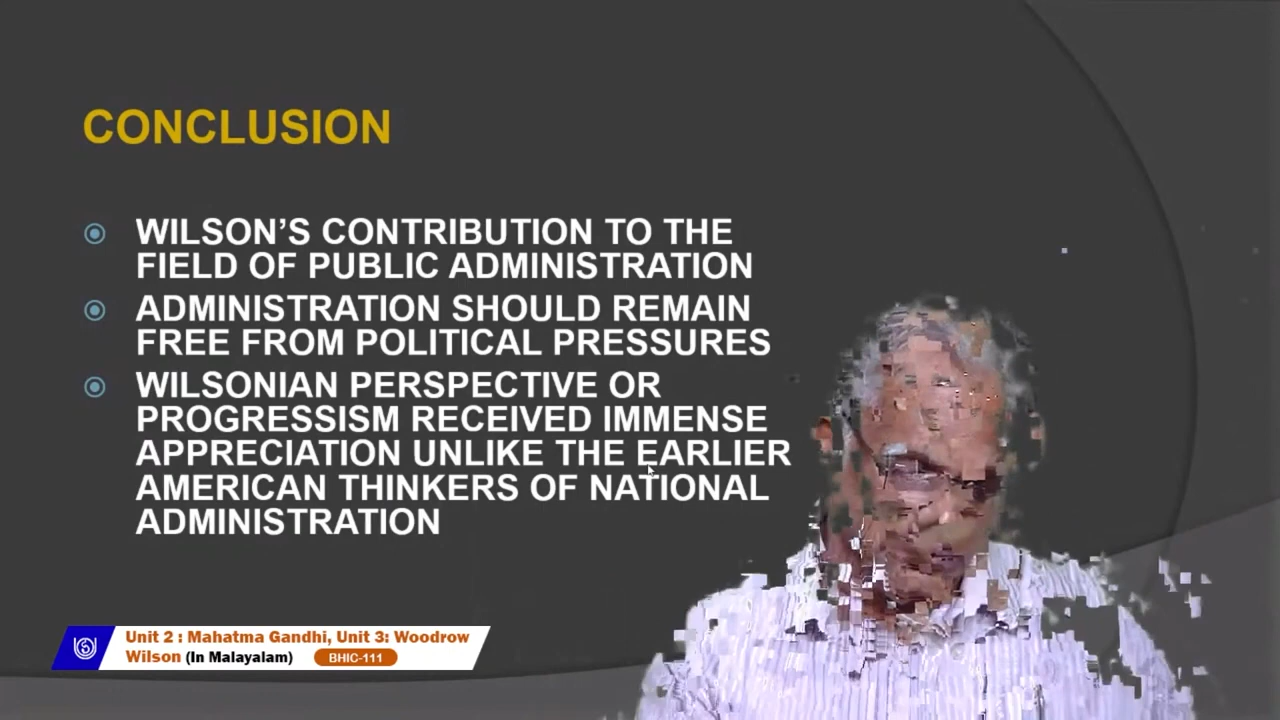 CONCLUSION
WILSON'S CONTRIBUTION TO THE
FIELD OF PUBLIC ADMINISTRATION
ADMINISTRATION SHOULD REMAIN
FREE FROM POLITICAL PRESSURES
WILSONIAN PERSPECTIVE OR
PROGRESSISM RECEIVED IMMENSE
APPRECIATION UNLIKE THE EARLIER
AMERICAN THINKERS OF NATIONAL
ADMINISTRATION
Unit 2 : Mahatma Gandhi, Unit 3: Woodrow
Wilson (In Malayalam) BHIC-111